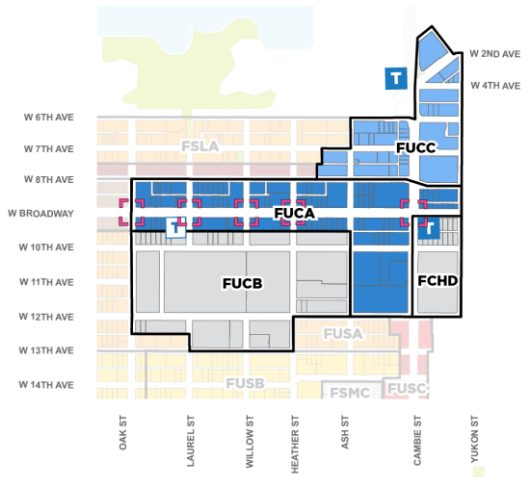 W 2ND AVE
T
W 4TH AVE
W 6TH AVE
FSLA
W 7TH AVE
FUCC
W 8TH AVE
W BROADWAY
FUCA
T
T
W 10TH AVE
W 11TH AVE
FUCB
FCHD
W 12TH AVE
FUSA
W 13TH AVE
W 14TH AVE
FUSB
FSMC
FUSC
OAK ST
LAUREL ST
WILLOW ST
HEATHER ST
ASH ST
CAMBIE ST
YUKON ST